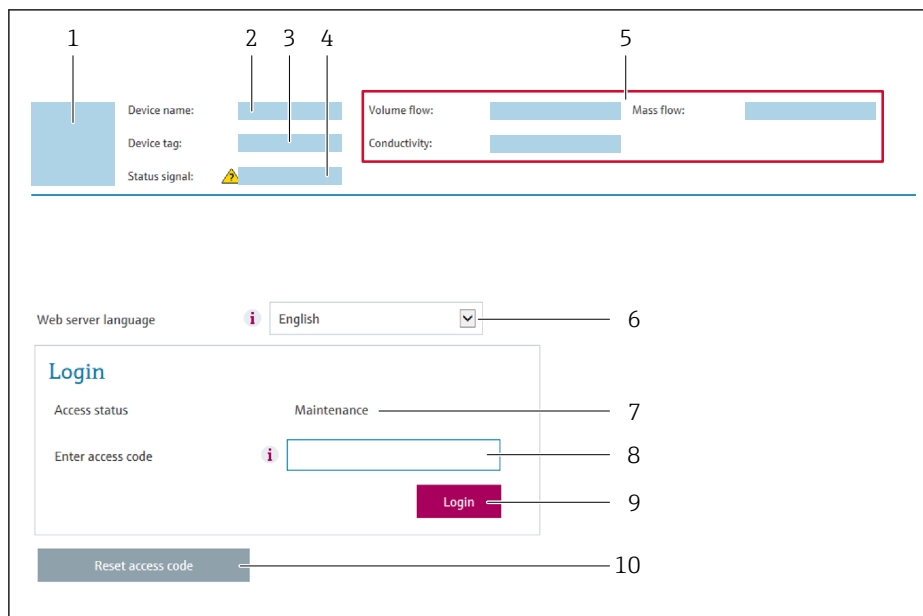 1 2 3 4 5
Device name: Volume flow: Mass flow:
Device tag: Conductivity:
Status signal: ?
Web server language i English 6
Login
Access status Maintenance 7
Enter access code i 8
Login 9
Reset access code 10